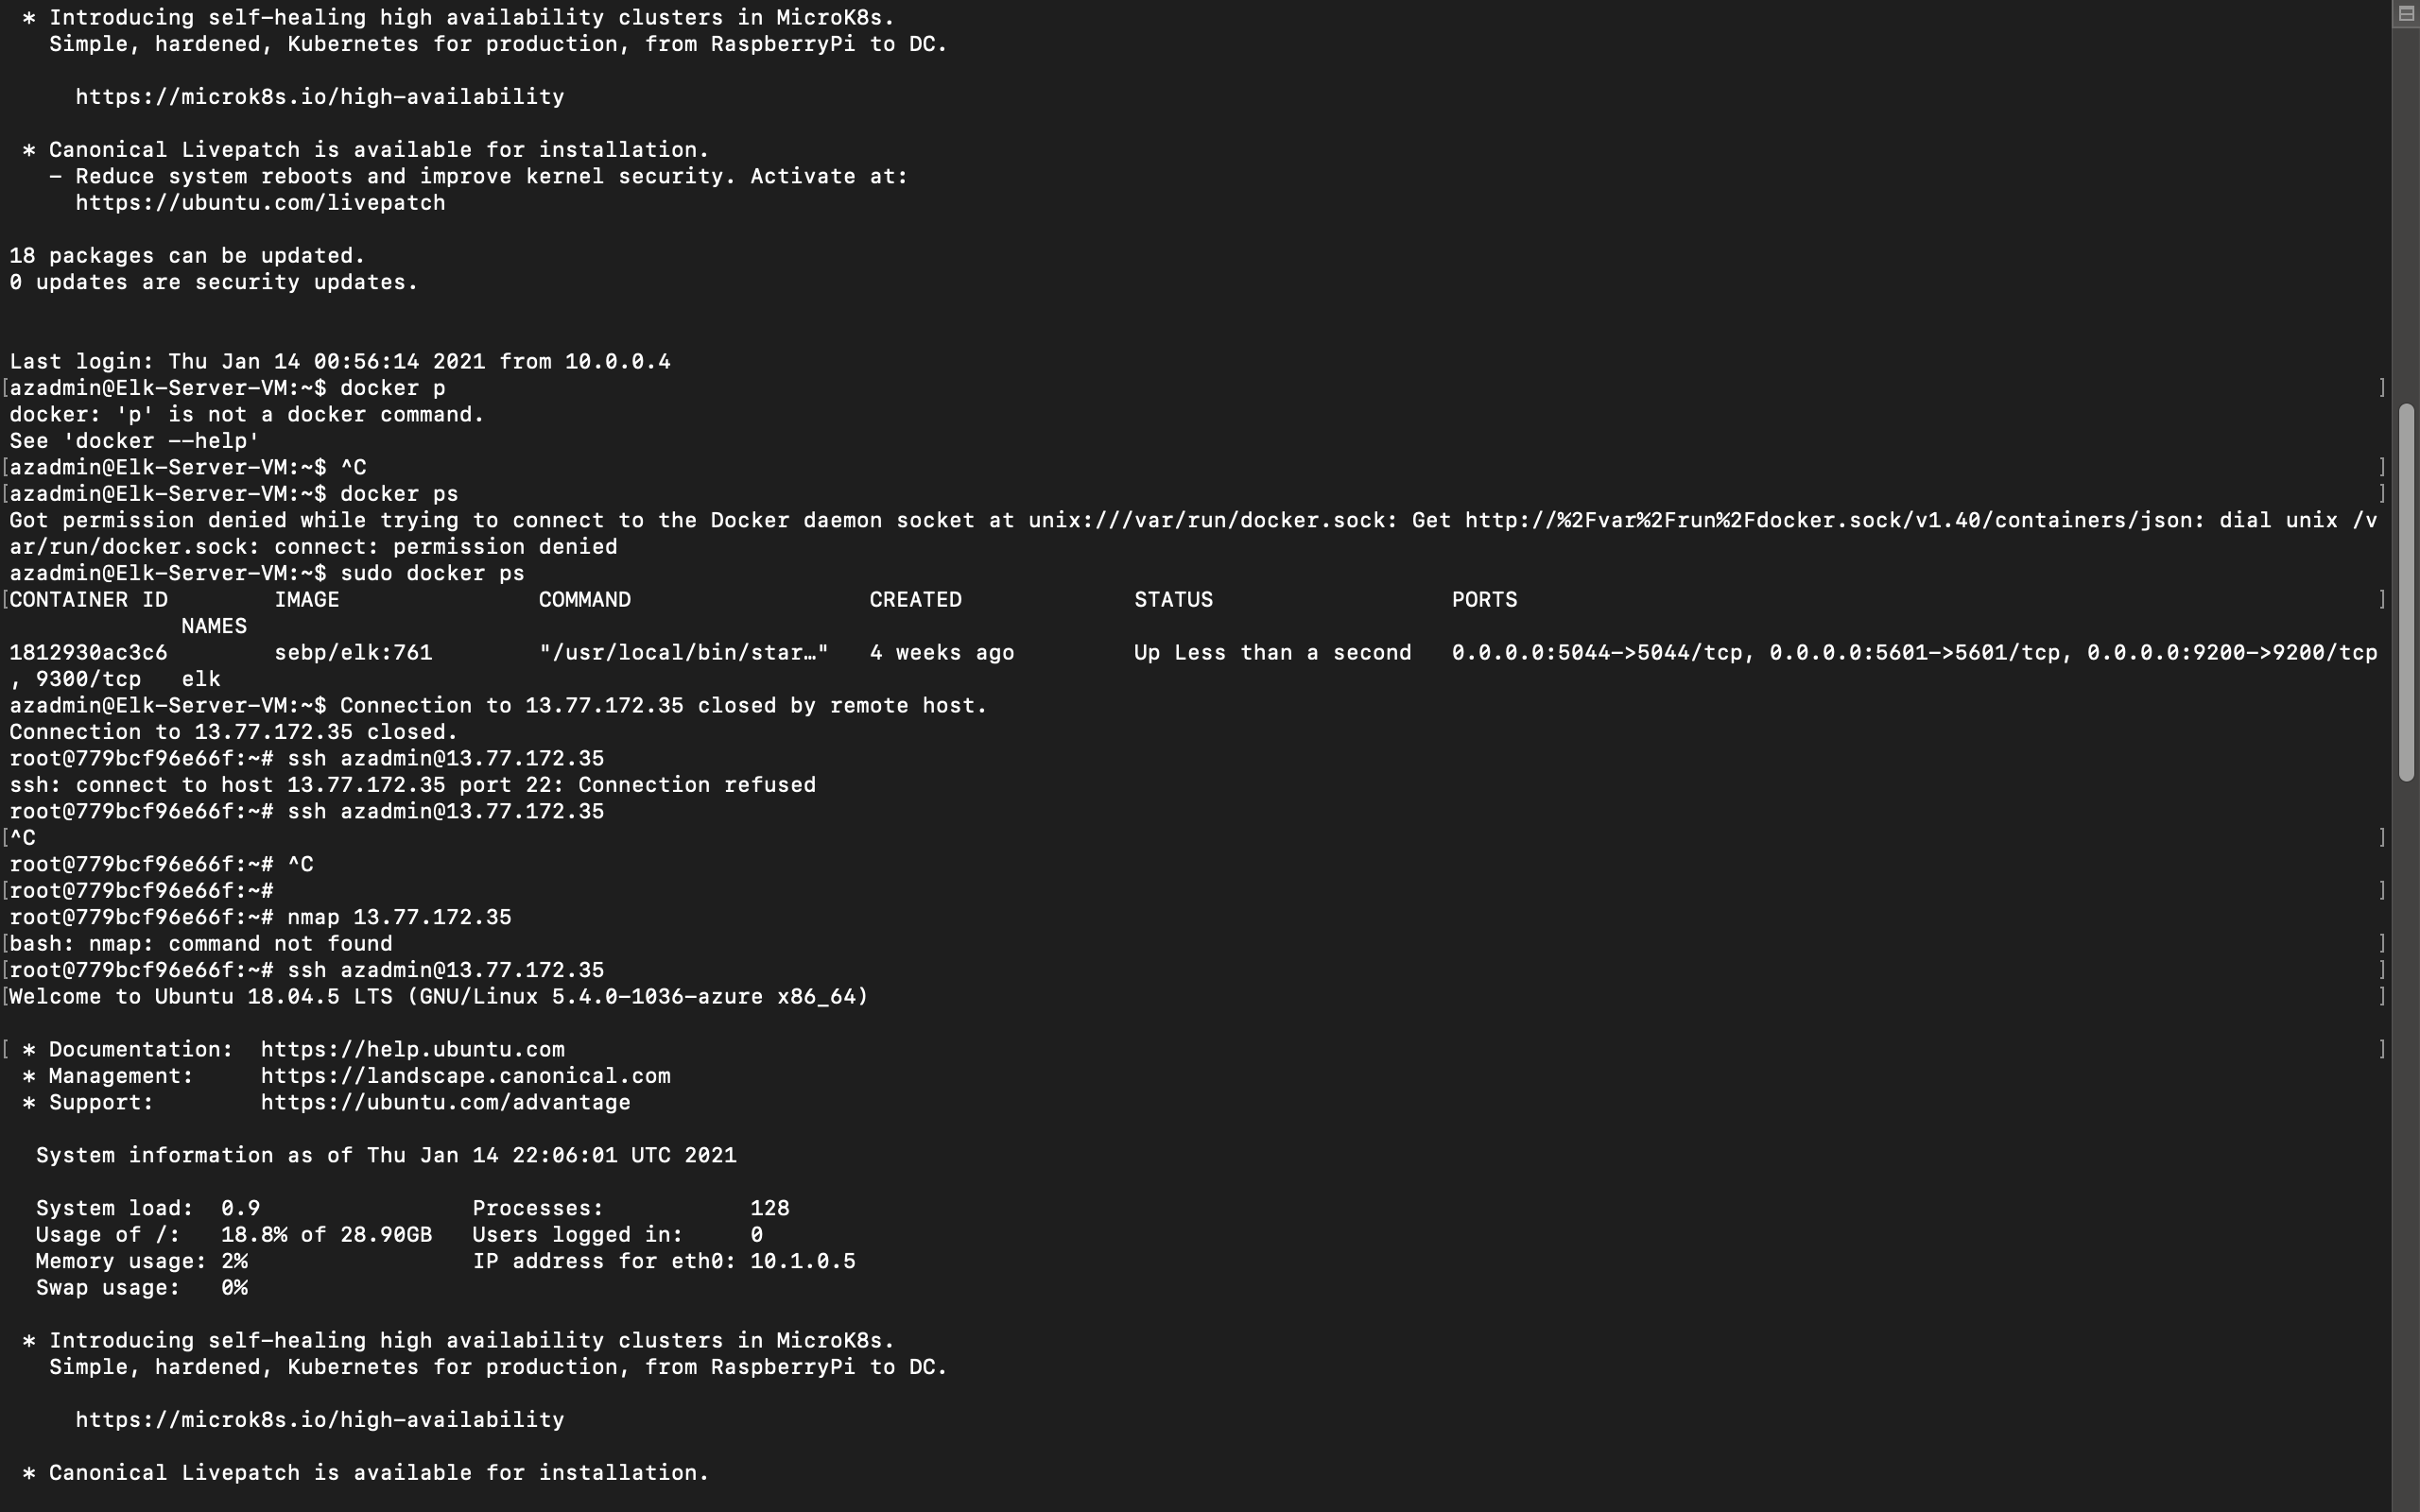 * Introducing self-healing high availability clusters in MicroK8s.
   Simple, hardened, Kubernetes for production, from RaspberryPi to DC.

     https://microk8s.io/high-availability

 * Canonical Livepatch is available for installation.
   - Reduce system reboots and improve kernel security. Activate at:
     https://ubuntu.com/livepatch

18 packages can be updated.
0 updates are security updates.

Last login: Thu Jan 14 00:56:14 2021 from 10.0.0.4
[azadmin@Elk-Server-VM:~$ docker p ]
docker: 'p' is not a docker command.
See 'docker --help'
[azadmin@Elk-Server-VM:~$ ^C ]
[azadmin@Elk-Server-VM:~$ docker ps ]
Got permission denied while trying to connect to the Docker daemon socket at unix:///var/run/docker.sock: Get http://%2Fvar%2Frun%2Fdocker.sock/v1.40/containers/json: dial unix /v
ar/run/docker.sock: connect: permission denied
azadmin@Elk-Server-VM:~$ sudo docker ps
[CONTAINER ID        IMAGE               COMMAND                  CREATED             STATUS                  PORTS ]
             NAMES
1812930ac3c6        sebp/elk:761        "/usr/local/bin/star…"   4 weeks ago         Up Less than a second   0.0.0.0:5044->5044/tcp, 0.0.0.0:5601->5601/tcp, 0.0.0.0:9200->9200/tcp
, 9300/tcp   elk
azadmin@Elk-Server-VM:~$ Connection to 13.77.172.35 closed by remote host.
Connection to 13.77.172.35 closed.
root@779bcf96e66f:~# ssh azadmin@13.77.172.35
ssh: connect to host 13.77.172.35 port 22: Connection refused
root@779bcf96e66f:~# ssh azadmin@13.77.172.35
[^C ]
root@779bcf96e66f:~# ^C
[root@779bcf96e66f:~# ]
root@779bcf96e66f:~# nmap 13.77.172.35
[bash: nmap: command not found ]
[root@779bcf96e66f:~# ssh azadmin@13.77.172.35 ]
[Welcome to Ubuntu 18.04.5 LTS (GNU/Linux 5.4.0-1036-azure x86_64) ]

[ * Documentation:  https://help.ubuntu.com ]
 * Management:     https://landscape.canonical.com
 * Support:        https://ubuntu.com/advantage

  System information as of Thu Jan 14 22:06:01 UTC 2021

  System load:  0.9                Processes:           128
  Usage of /:   18.8% of 28.90GB   Users logged in:     0
  Memory usage: 2%                 IP address for eth0: 10.1.0.5
  Swap usage:   0%

 * Introducing self-healing high availability clusters in MicroK8s.
   Simple, hardened, Kubernetes for production, from RaspberryPi to DC.

     https://microk8s.io/high-availability

 * Canonical Livepatch is available for installation.